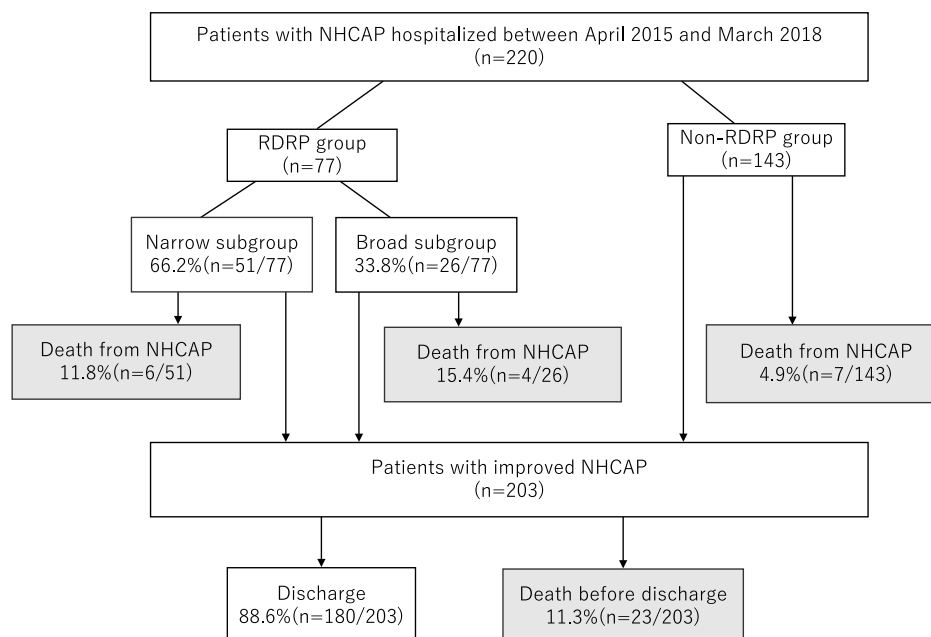 Patients with NHCAP hospitalized between April 2015 and March 2018
(n=220)
RDRP group
(n=77)
Non-RDRP group
(n=143)
Narrow subgroup
66.2%(n=51/77)
Broad subgroup
33.8%(n=26/77)
Death from NHCAP
11.8%(n=6/51)
Death from NHCAP
15.4%(n=4/26)
Death from NHCAP
4.9%(n=7/143)
Patients with improved NHCAP
(n=203)
Discharge
88.6%(n=180/203)
Death before discharge
11.3%(n=23/203)